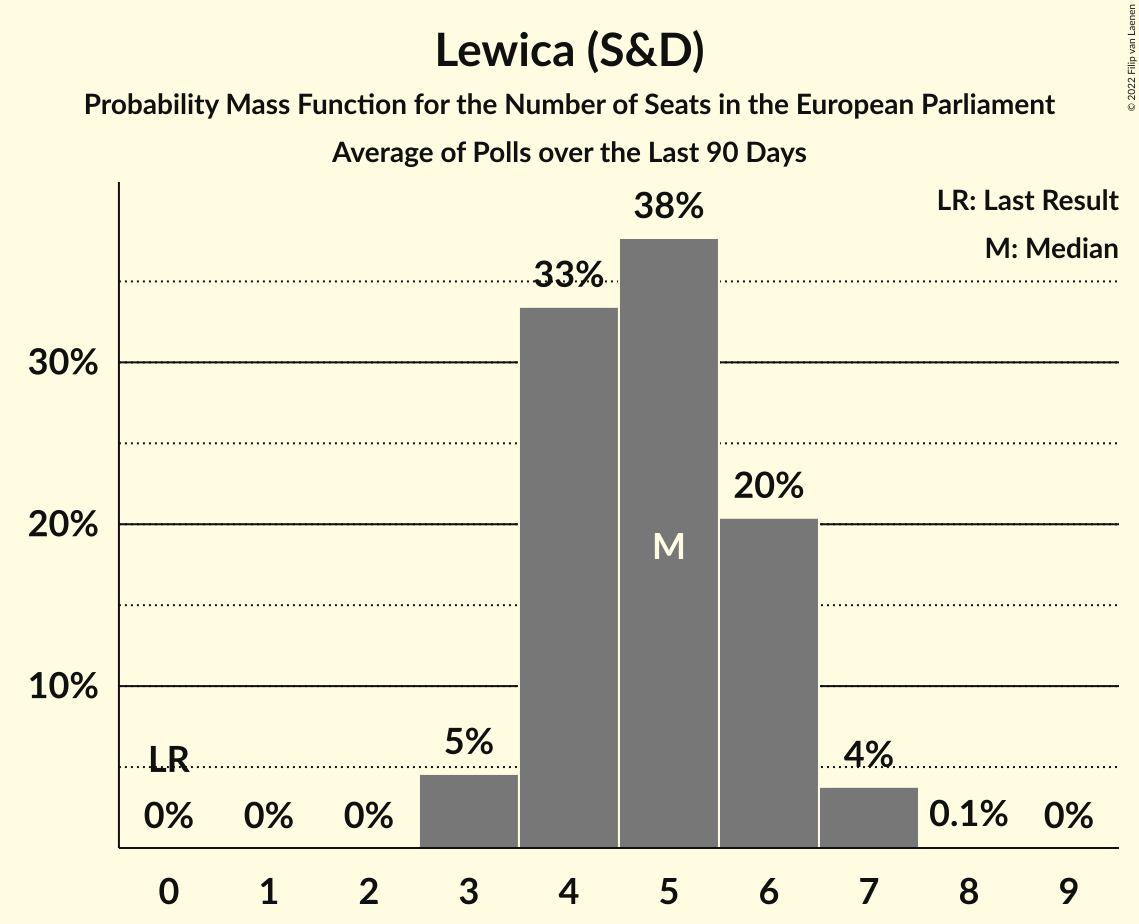 Lewica (S&D)
Probability Mass Function for the Number of Seats in the European Parliament
Average of Polls over the Last 90 Days
© 2022 Filip van Laenen
LR: Last Result
M: Median
38%
33%
30%
20%
20%
M
10%
5%
4%
LR
0%
0%
0%
0.1%
0%
0 1 2 3 4 5 6 7 8 9